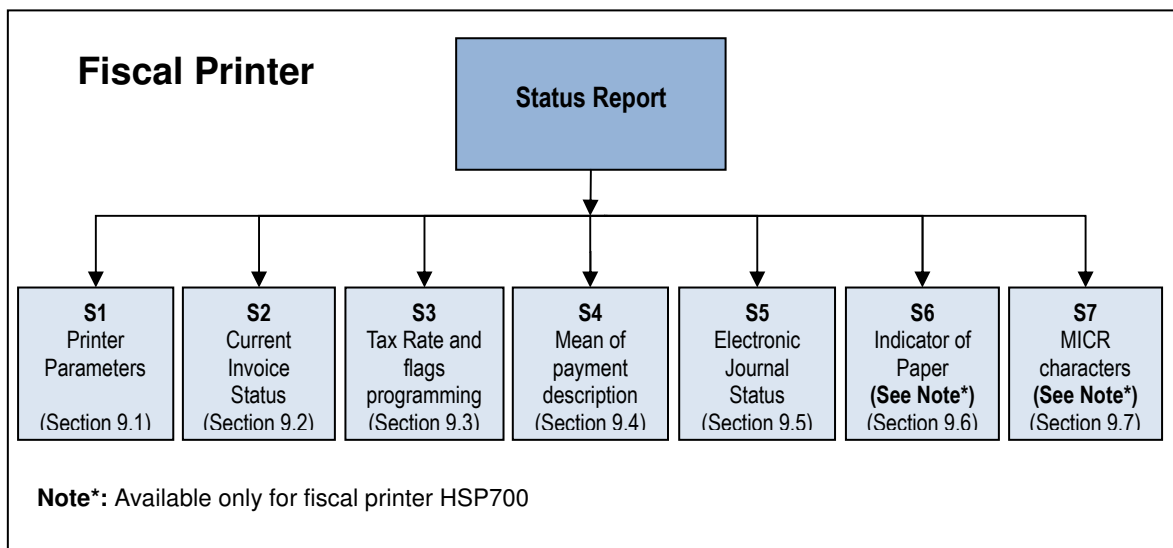 Fiscal Printer
Status Report
S1
Printer
Parameters
(Section 9.1)
S2
Current
Invoice
Status
(Section 9.2)
S3
Tax Rate and
flags
programming
(Section 9.3)
S4
Mean of
payment
description
(Section 9.4)
S5
Electronic
Journal
Status
(Section 9.5)
S6
Indicator of
Paper
(See Note*)
(Section 9.6)
S7
MICR
characters
(See Note*)
(Section 9.7)
Note*: Available only for fiscal printer HSP700